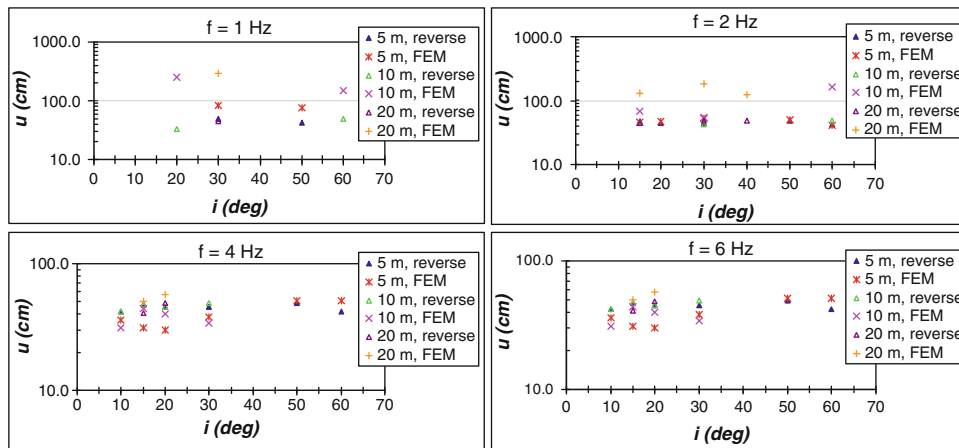 f = 1 Hz
u (cm)
1000.0
100.0
10.0
0 10 20 30 40 50 60 70
i (deg)
5 m, reverse
5 m, FEM
10 m, reverse
10 m, FEM
20 m, reverse
20 m, FEM
f = 2 Hz
u (cm)
1000.0
100.0
10.0
0 10 20 30 40 50 60 70
i (deg)
5 m, reverse
5 m, FEM
10 m, reverse
10 m, FEM
20 m, reverse
20 m, FEM
f = 4 Hz
u (cm)
100.0
10.0
0 10 20 30 40 50 60 70
i (deg)
5 m, reverse
5 m, FEM
10 m, reverse
10 m, FEM
20 m, reverse
20 m, FEM
f = 6 Hz
u (cm)
100.0
10.0
0 10 20 30 40 50 60 70
i (deg)
5 m, reverse
5 m, FEM
10 m, reverse
10 m, FEM
20 m, reverse
20 m, FEM